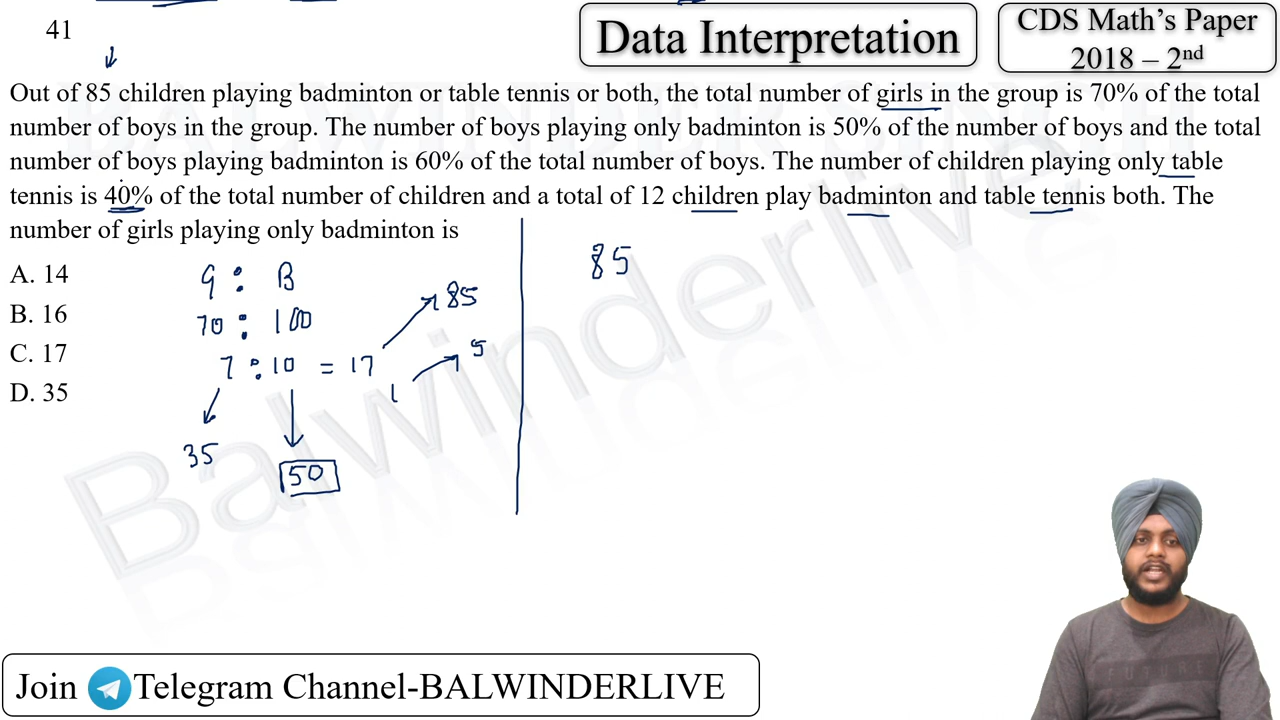 41
Data Interpretation
CDS Math's Paper
2018 – 2nd
Out of 85 children playing badminton or table tennis or both, the total number of girls in the group is 70% of the total
number of boys in the group. The number of boys playing only badminton is 50% of the number of boys and the total
number of boys playing badminton is 60% of the total number of boys. The number of children playing only table
tennis is 40% of the total number of children and a total of 12 children play badminton and table tennis both. The
number of girls playing only badminton is
A. 14
B. 16
C. 17
D. 35
G : B
70 : 100
7 : 10 = 17
85
1
5
35
50
85
Balwinderlive
FUTURE
Join Telegram Channel-BALWINDERLIVE